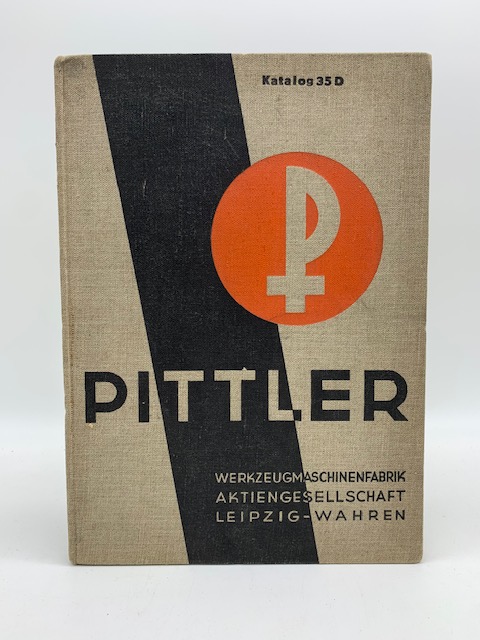 Katalog 35 D
P
PITTLER
WERKZEUGMASCHINENFABRIK
AKTIENGESELLSCHAFT
LEIPZIG-WAHREN